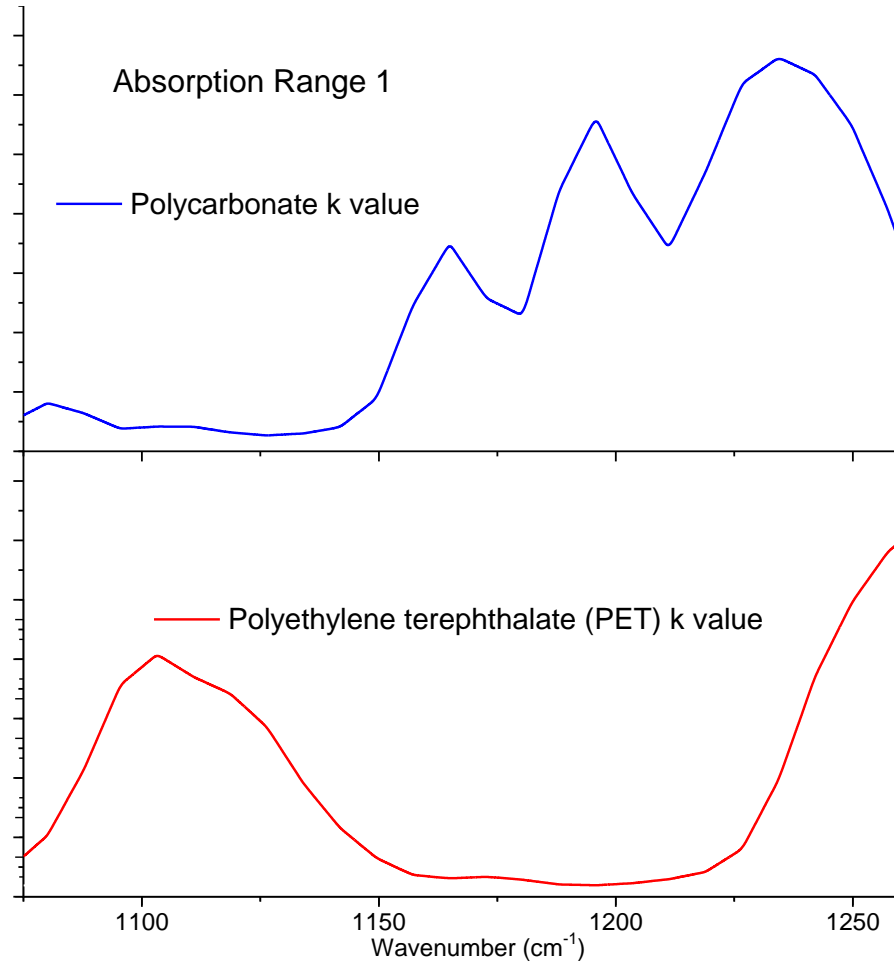 Absorption Range 1
Polycarbonate k value
Polyethylene terephthalate (PET) k value
1100 1150 1200 1250
Wavenumber (cm⁻¹)